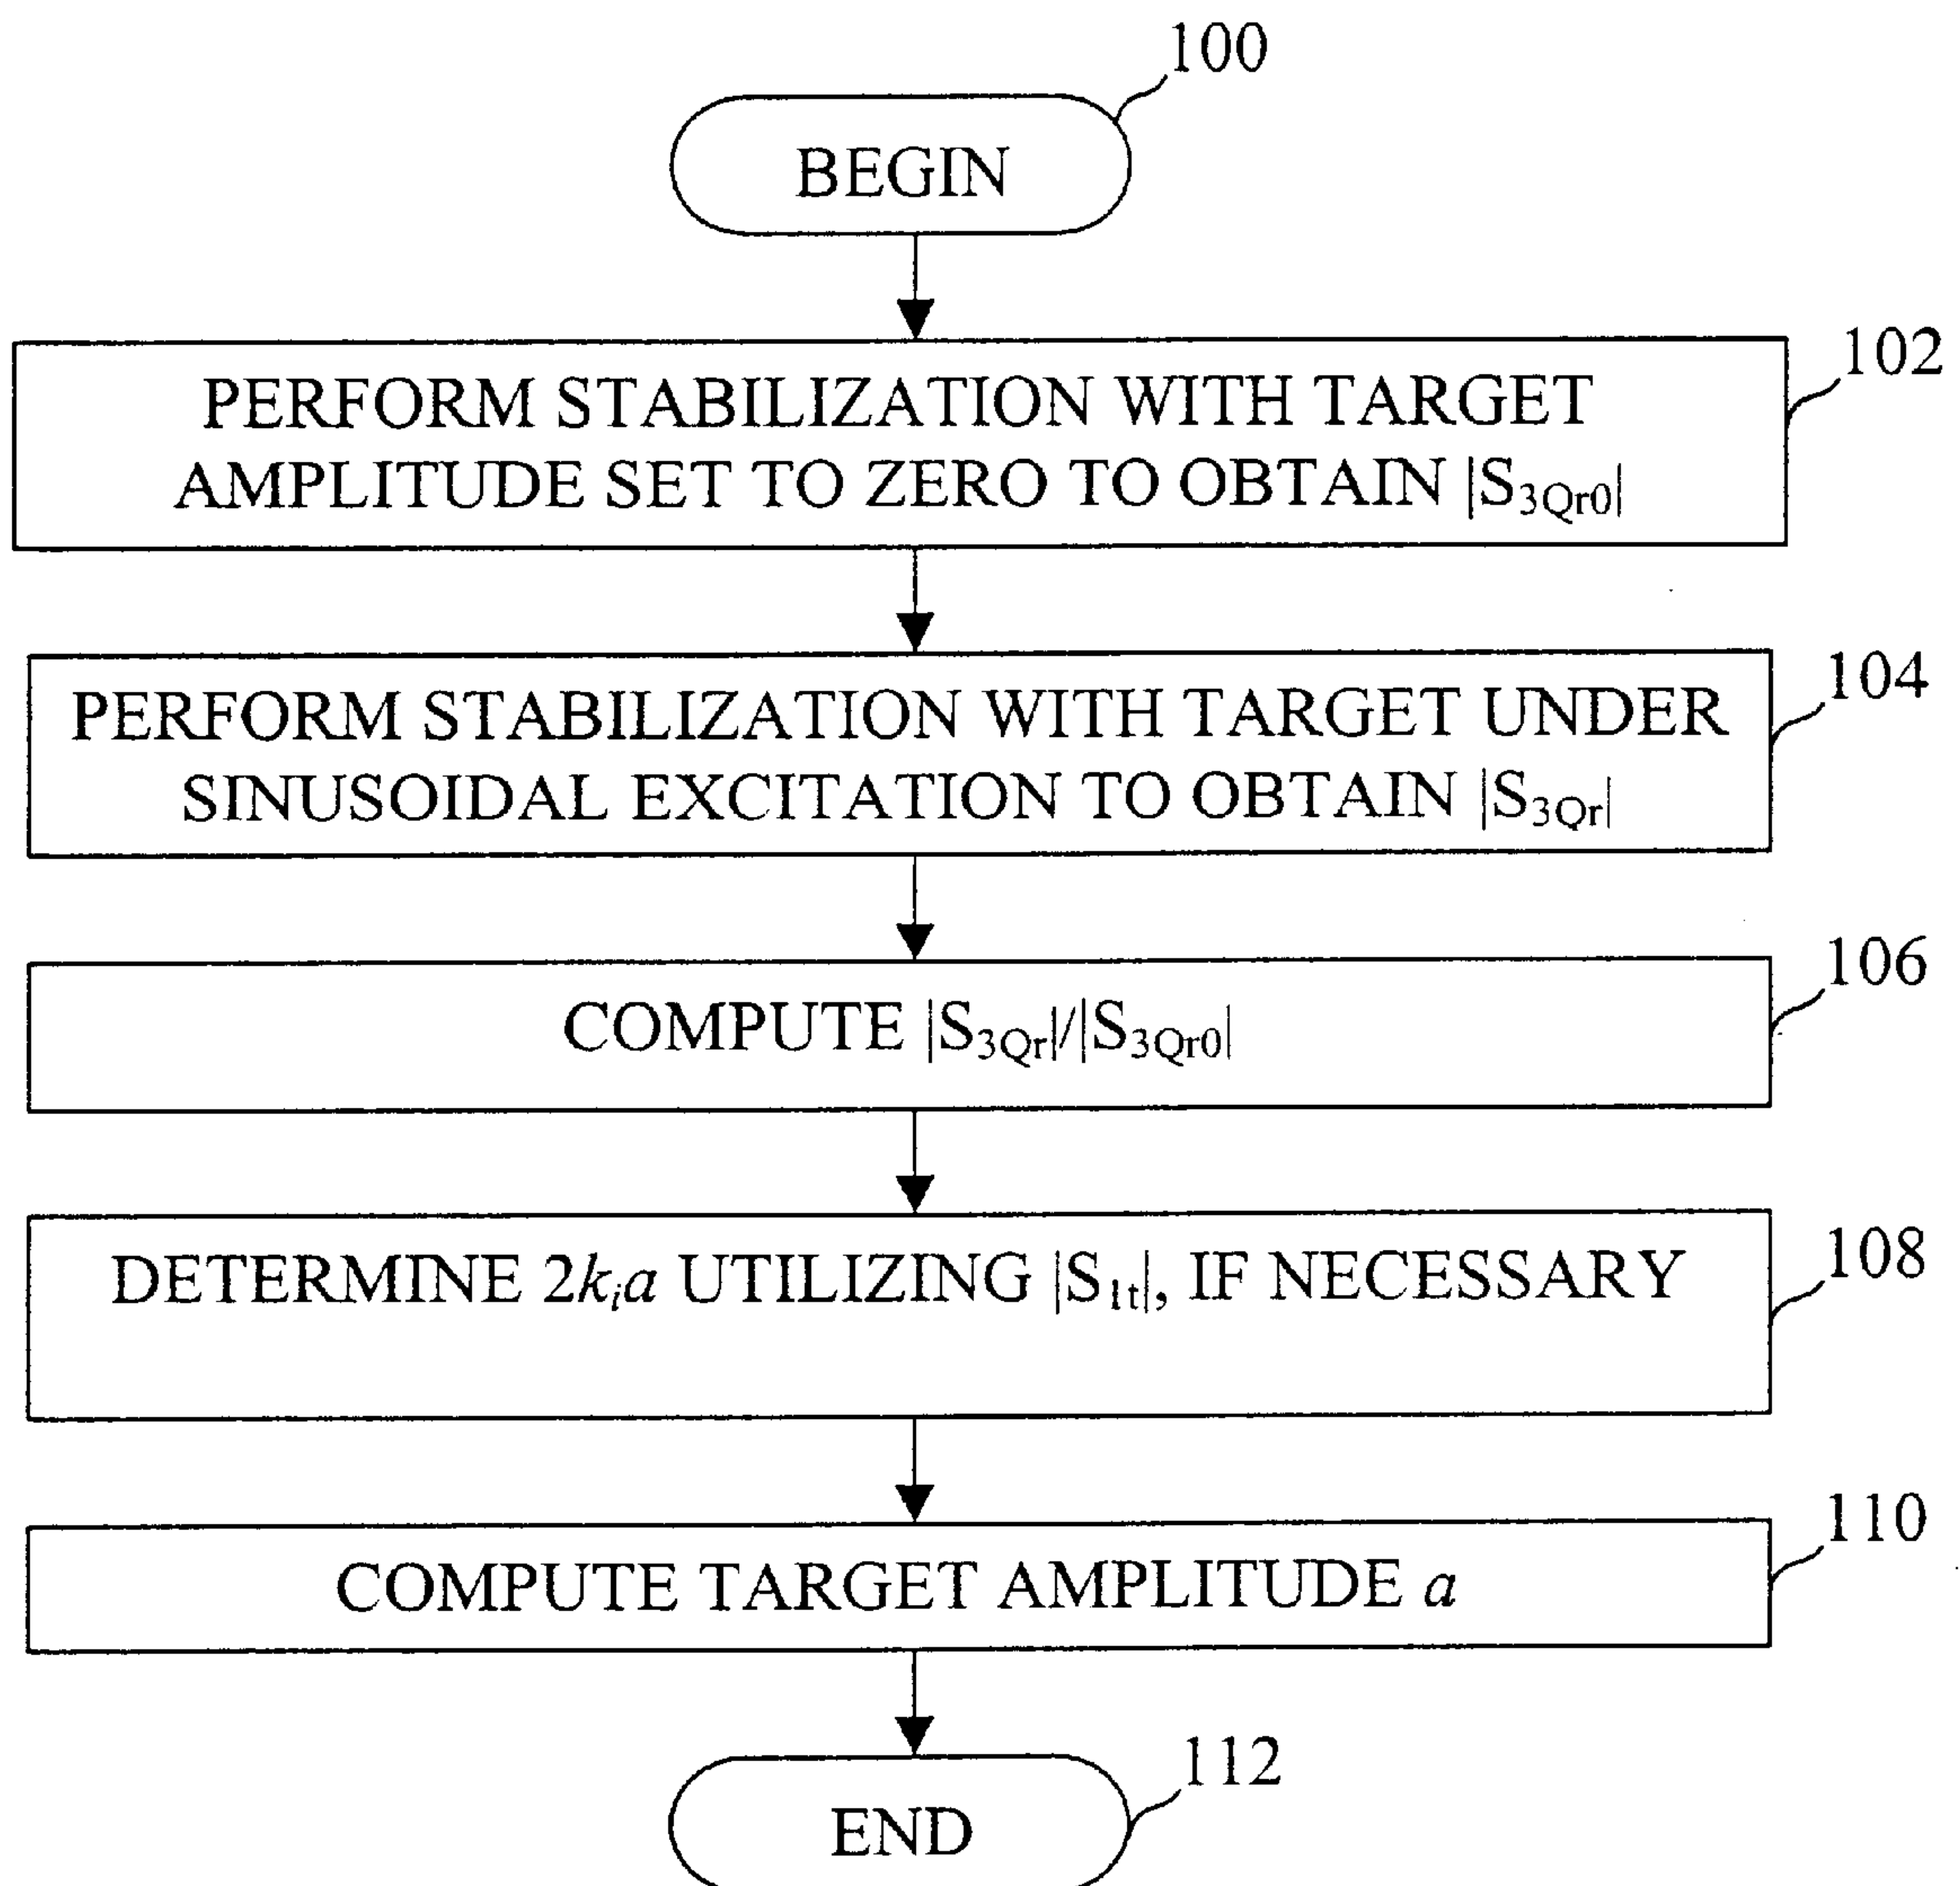 100
BEGIN
102
PERFORM STABILIZATION WITH TARGET
AMPLITUDE SET TO ZERO TO OBTAIN |S3Qr0|
104
PERFORM STABILIZATION WITH TARGET UNDER
SINUSOIDAL EXCITATION TO OBTAIN |S3Qr|
106
COMPUTE |S3Qr|/|S3Qr0|
108
DETERMINE 2kia UTILIZING |S1t|, IF NECESSARY
110
COMPUTE TARGET AMPLITUDE a
112
END